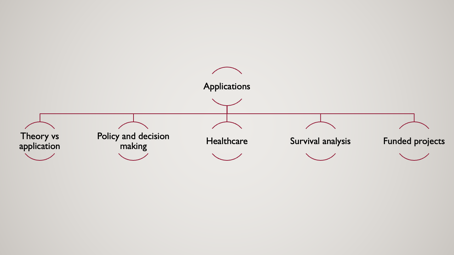 Applications
Theory vs
application
Policy and decision
making
Healthcare
Survival analysis
Funded projects